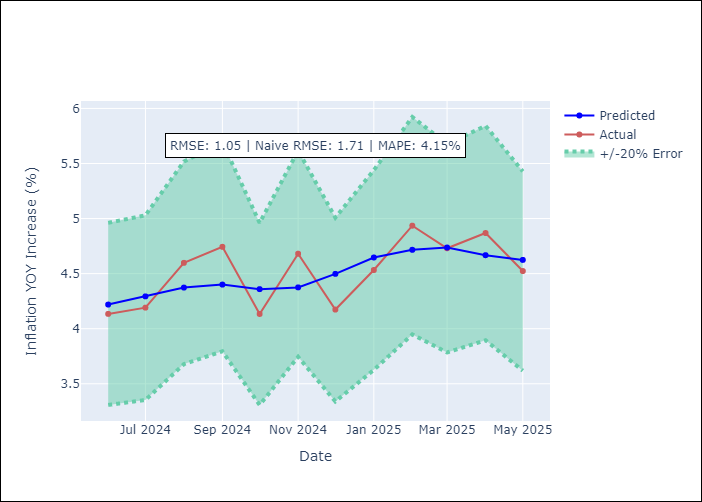 RMSE: 1.05 | Naive RMSE: 1.71 | MAPE: 4.15%
Predicted
Actual
+/-20% Error
6
5.5
5
4.5
4
3.5
Inflation YOY Increase (%)
Jul 2024
Sep 2024
Nov 2024
Jan 2025
Mar 2025
May 2025
Date